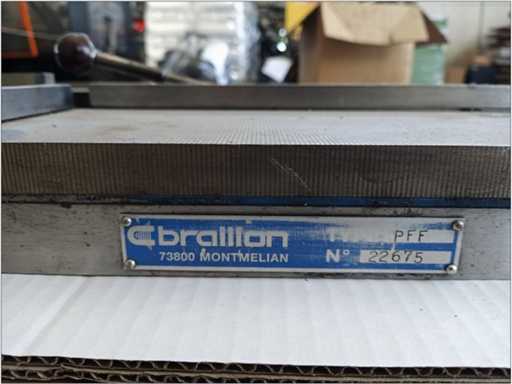 braillon T PFF
73800 MONTMELIAN N° 22675